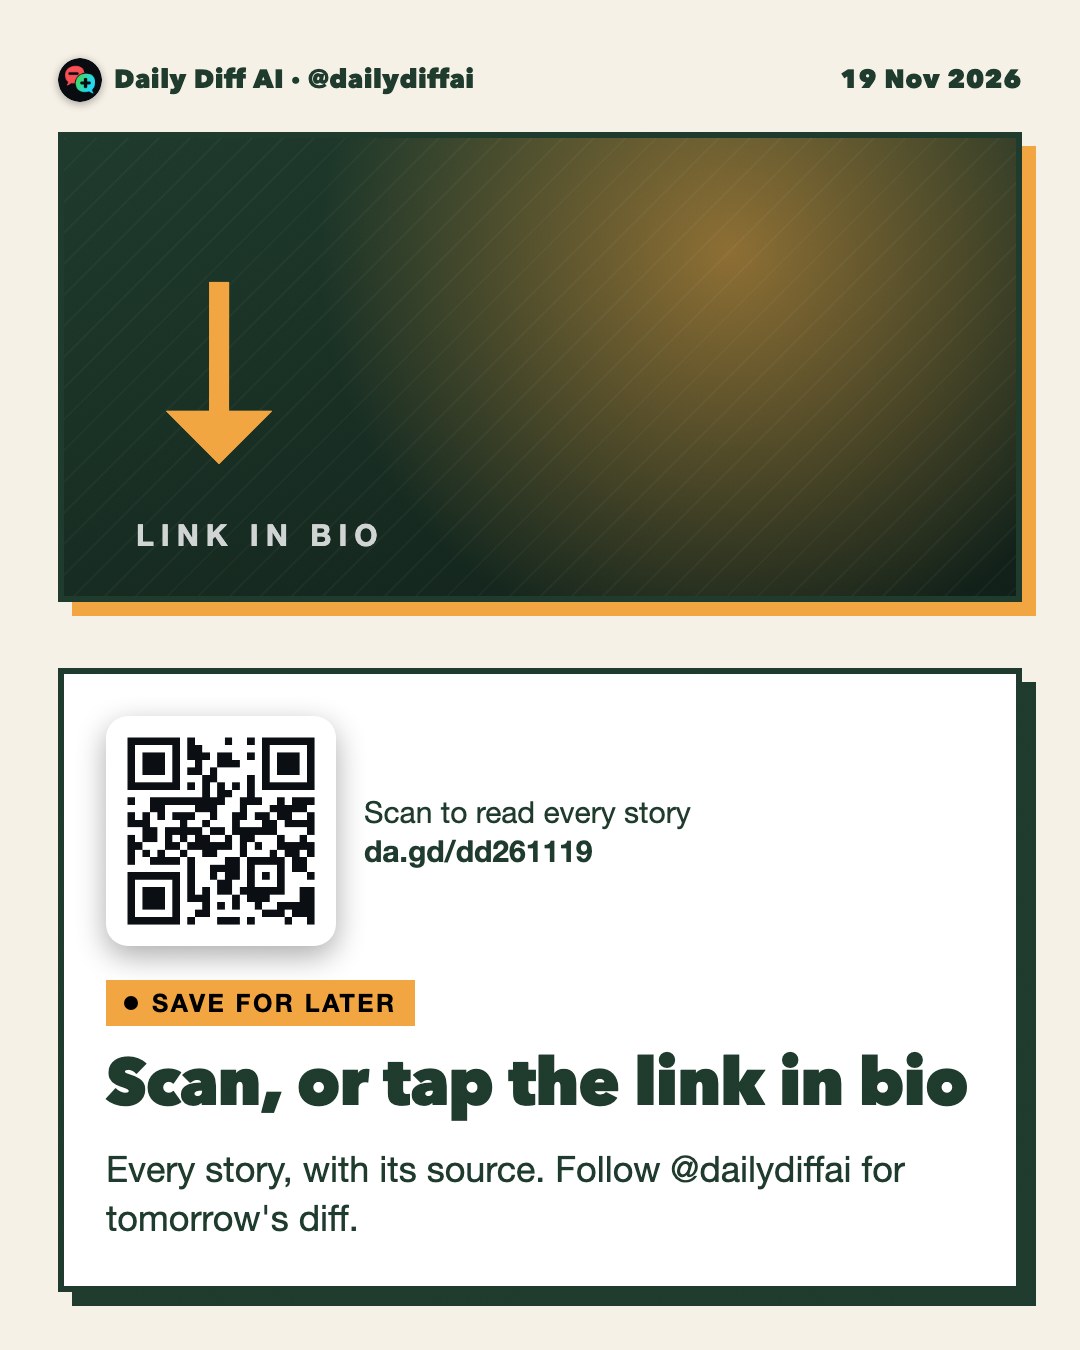 Daily Diff AI • @dailydiffai
19 Nov 2026
LINK IN BIO
Scan to read every story
da.gd/dd261119
SAVE FOR LATER
Scan, or tap the link in bio
Every story, with its source. Follow @dailydiffai for
tomorrow's diff.